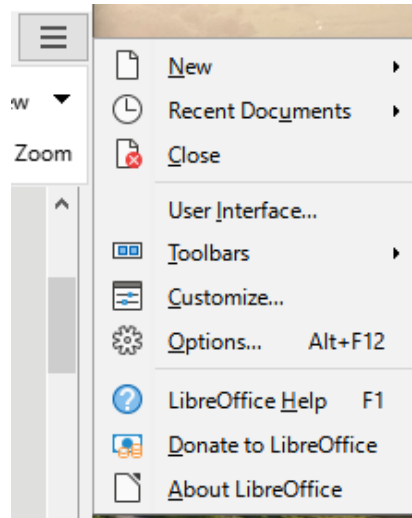 New
Recent Documents
Close
User Interface...
Toolbars
Customize...
Options... Alt+F12
LibreOffice Help F1
Donate to LibreOffice
About LibreOffice
Zoom